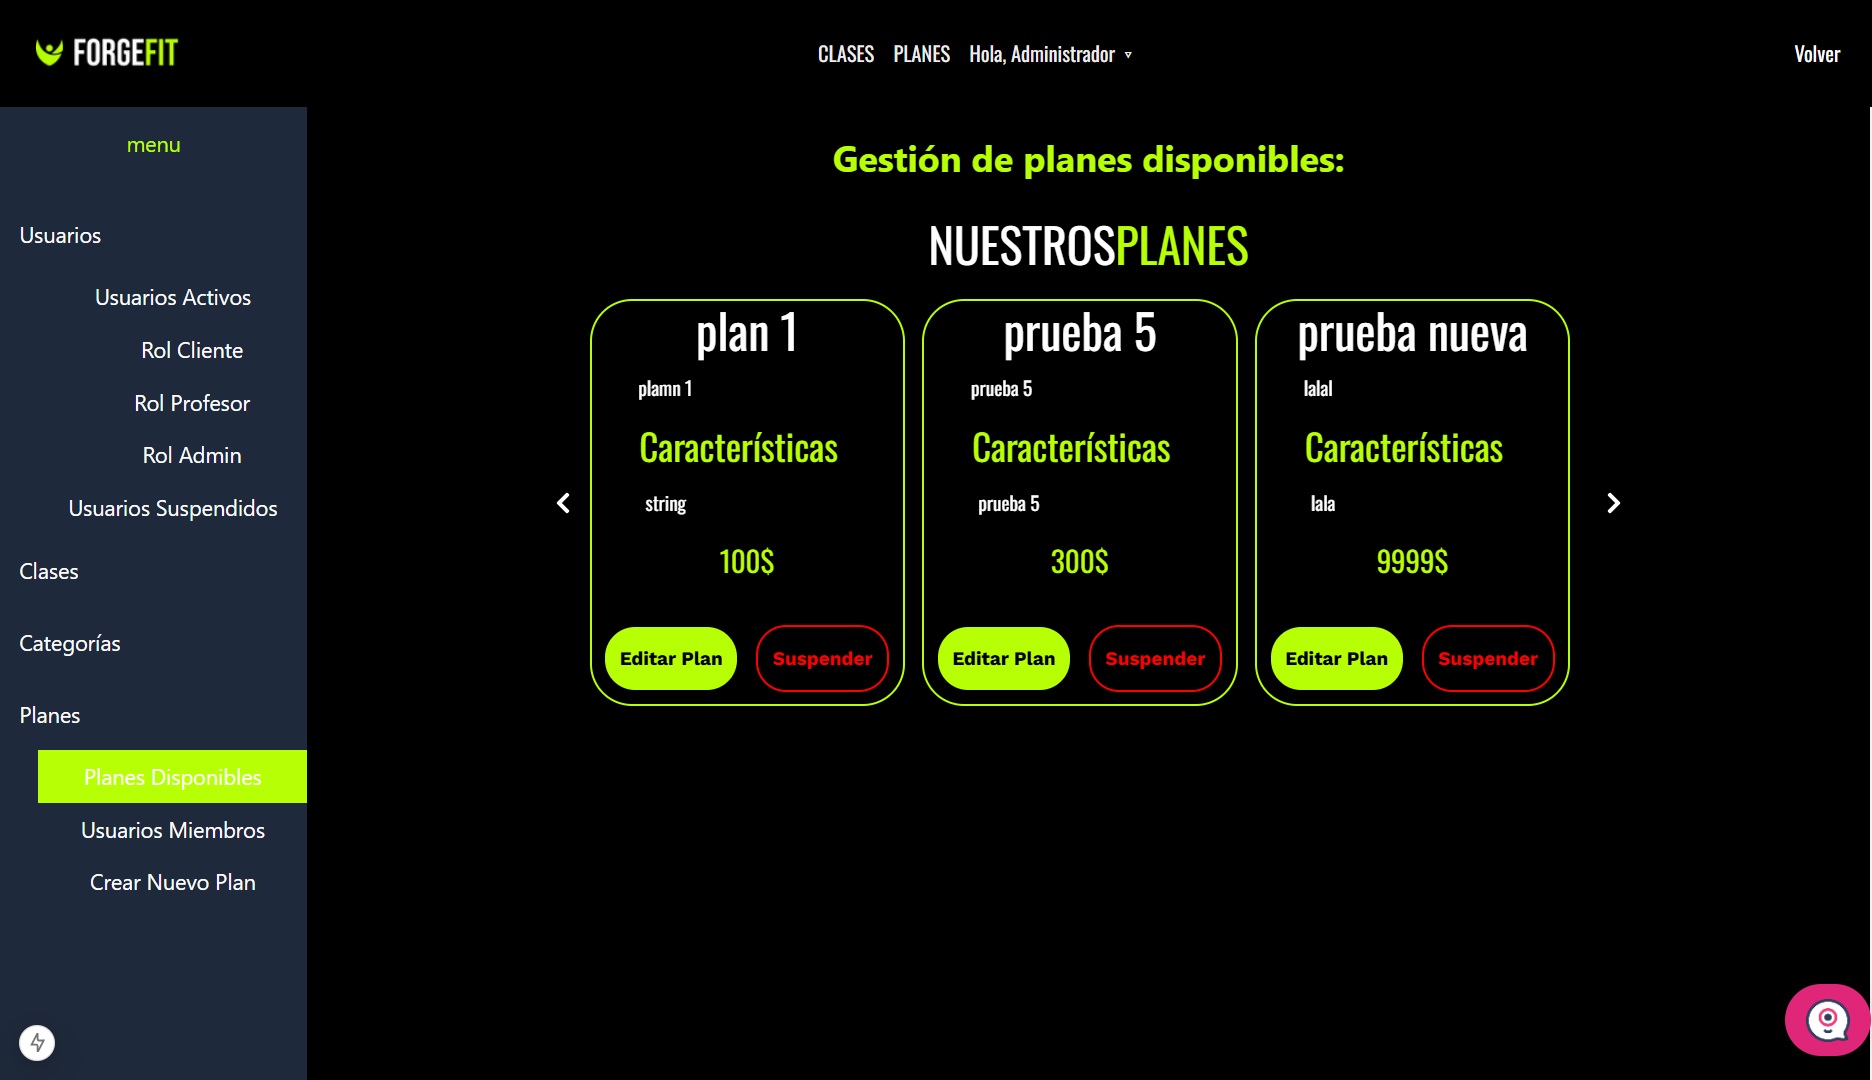 FORGEFIT
CLASES PLANES Hola, Administrador
Volver
menu
Usuarios
Usuarios Activos
Rol Cliente
Rol Profesor
Rol Admin
Usuarios Suspendidos
Clases
Categorías
Planes
Planes Disponibles
Usuarios Miembros
Crear Nuevo Plan
Gestión de planes disponibles:
NUESTROSPLANES
plan 1
plamn 1
Características
string
100$
Editar Plan Suspender
prueba 5
prueba 5
Características
prueba 5
300$
Editar Plan Suspender
prueba nueva
lalal
Características
lala
9999$
Editar Plan Suspender